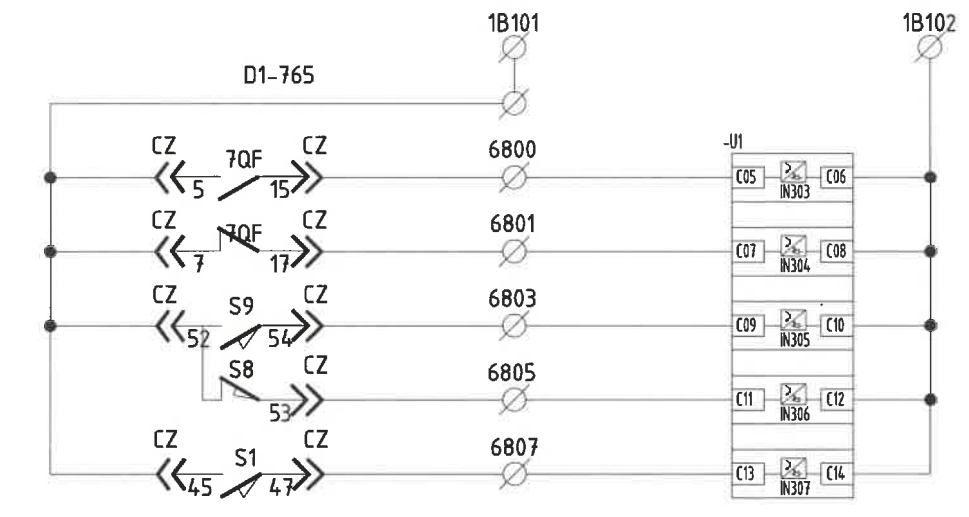 1B101 1B102
D1-765
-U1
CZ 7QF CZ 6800
5 15 C05 C06
IN303
CZ 7QF CZ 6801
7 17 C07 C08
IN304
CZ S9 CZ 6803
52 54 C09 C10
IN305
S8 CZ 6805
53 C11 C12
IN306
CZ S1 CZ 6807
45 47 C13 C14
IN307